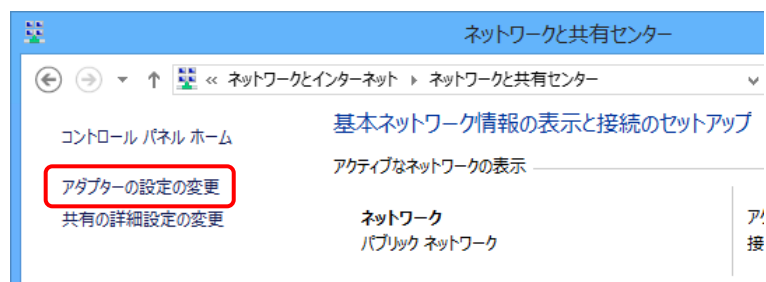 ネットワークと共有センター
« ネットワークとインターネット ▸ ネットワークと共有センター
コントロール パネル ホーム
アダプターの設定の変更
共有の詳細設定の変更
基本ネットワーク情報の表示と接続のセットアップ
アクティブなネットワークの表示
ネットワーク
パブリック ネットワーク
接